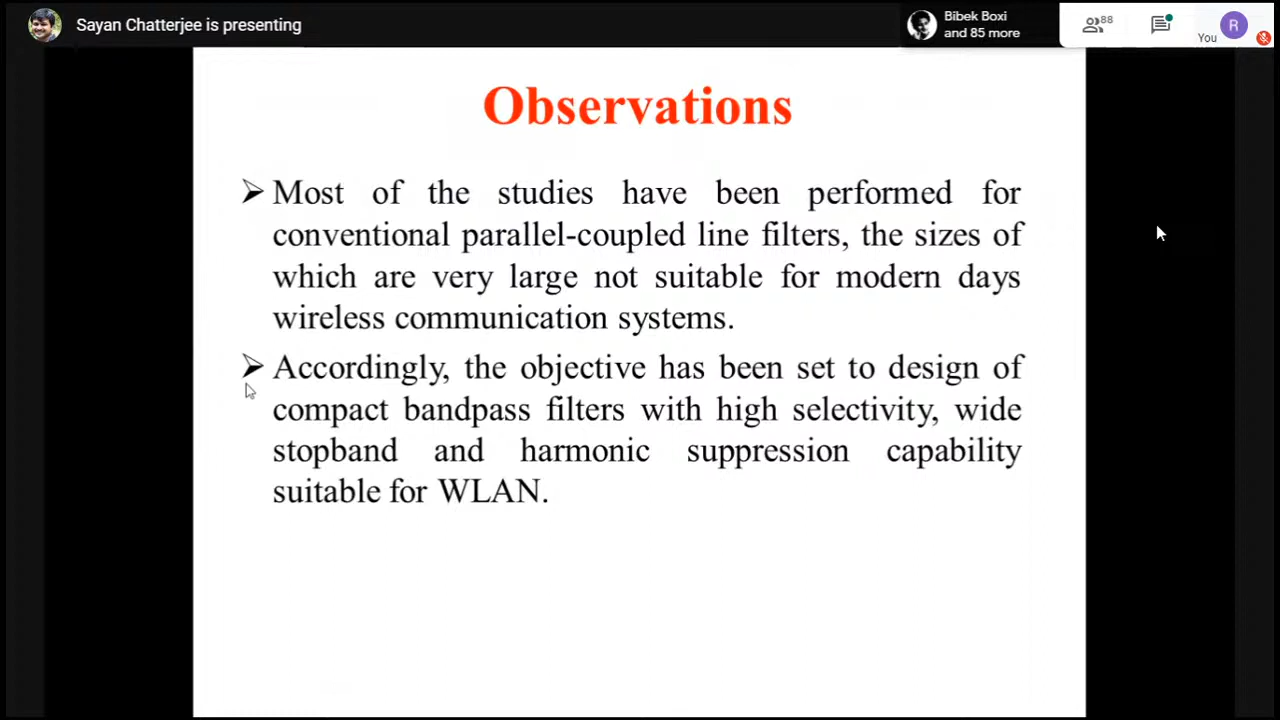 Sayan Chatterjee is presenting
Bibek Boxi
and 85 more
88
You
R
Observations
➤ Most of the studies have been performed for
conventional parallel-coupled line filters, the sizes of
which are very large not suitable for modern days
wireless communication systems.
➤ Accordingly, the objective has been set to design of
compact bandpass filters with high selectivity, wide
stopband and harmonic suppression capability
suitable for WLAN.